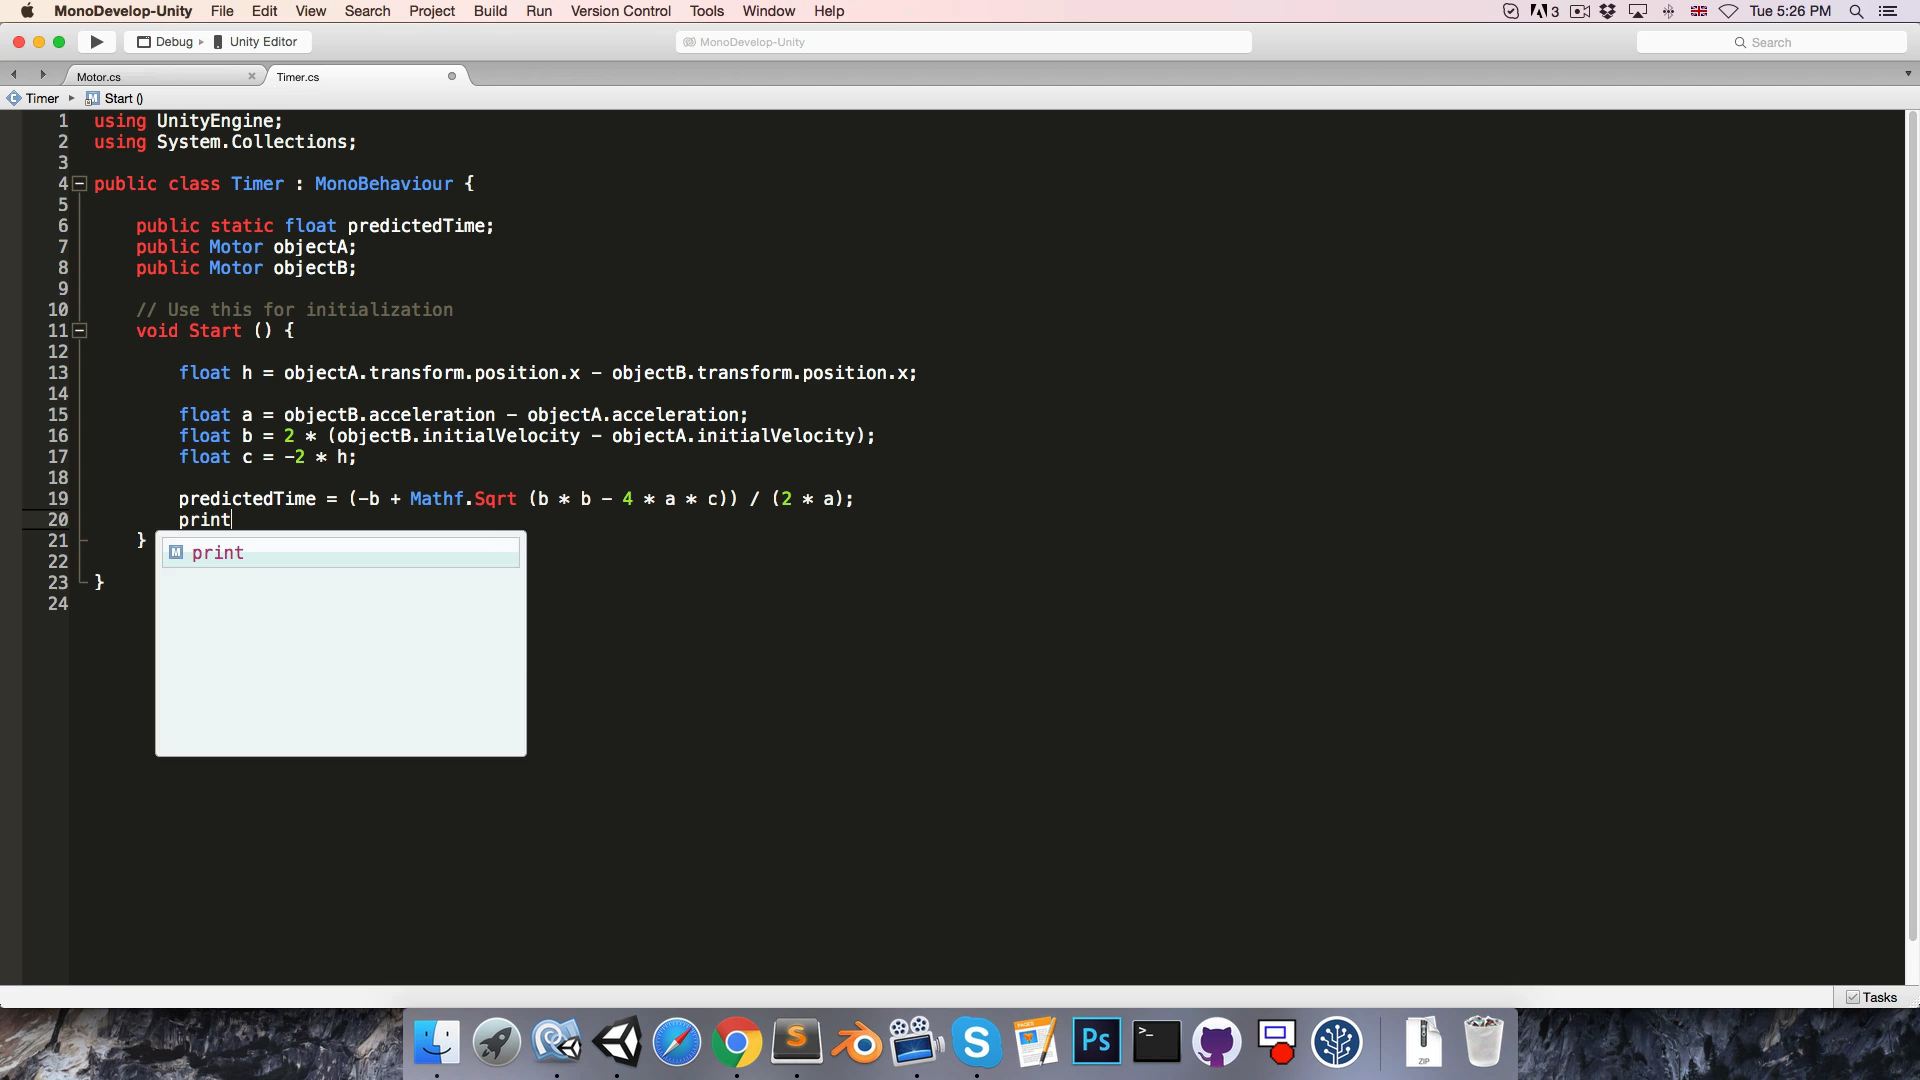 MonoDevelop-Unity File Edit View Search Project Build Run Version Control Tools Window Help 3 Tue 5:26 PM
Debug Unity Editor MonoDevelop-Unity Search
Motor.cs Timer.cs
Timer Start ()
1 using UnityEngine;
2 using System.Collections;
3
4 public class Timer : MonoBehaviour {
5
6 public static float predictedTime;
7 public Motor objectA;
8 public Motor objectB;
9
10 // Use this for initialization
11 void Start () {
12
13 float h = objectA.transform.position.x - objectB.transform.position.x;
14
15 float a = objectB.acceleration - objectA.acceleration;
16 float b = 2 * (objectB.initialVelocity - objectA.initialVelocity);
17 float c = -2 * h;
18
19 predictedTime = (-b + Mathf.Sqrt (b * b - 4 * a * c)) / (2 * a);
20 print
21 }
M print
22
23 }
24
Tasks
S S PAGES Ps >_ ZIP